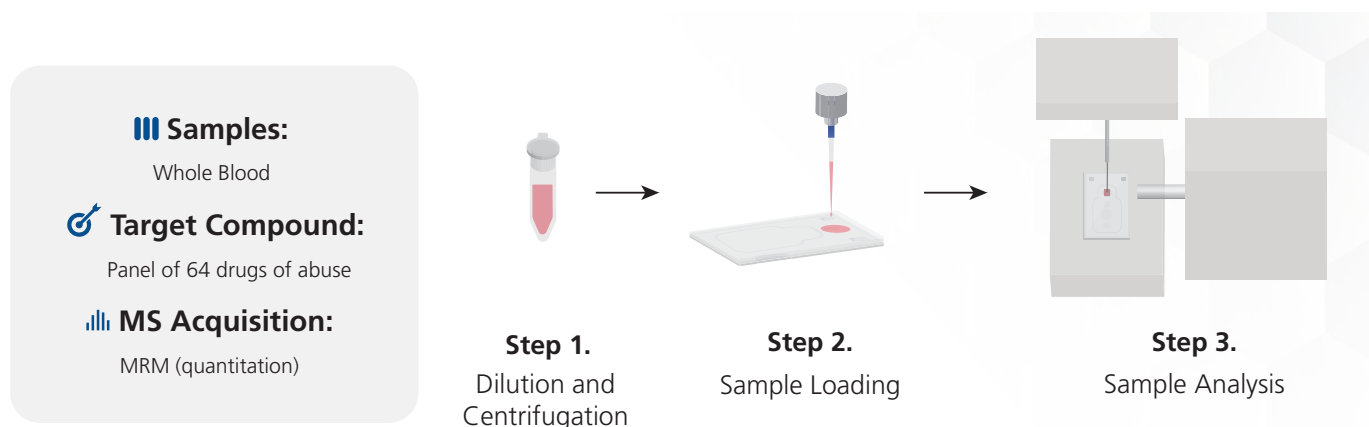 Samples:
Whole Blood
Target Compound:
Panel of 64 drugs of abuse
MS Acquisition:
MRM (quantitation)
Step 1.
Dilution and
Centrifugation
Step 2.
Sample Loading
Step 3.
Sample Analysis